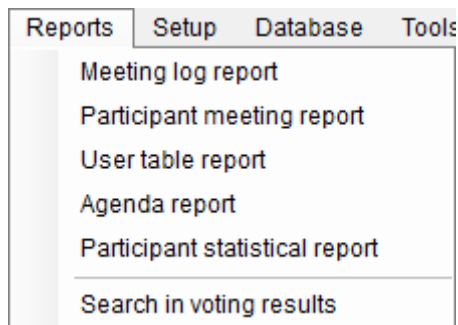 Reports Setup Database Tools
Meeting log report
Participant meeting report
User table report
Agenda report
Participant statistical report
Search in voting results